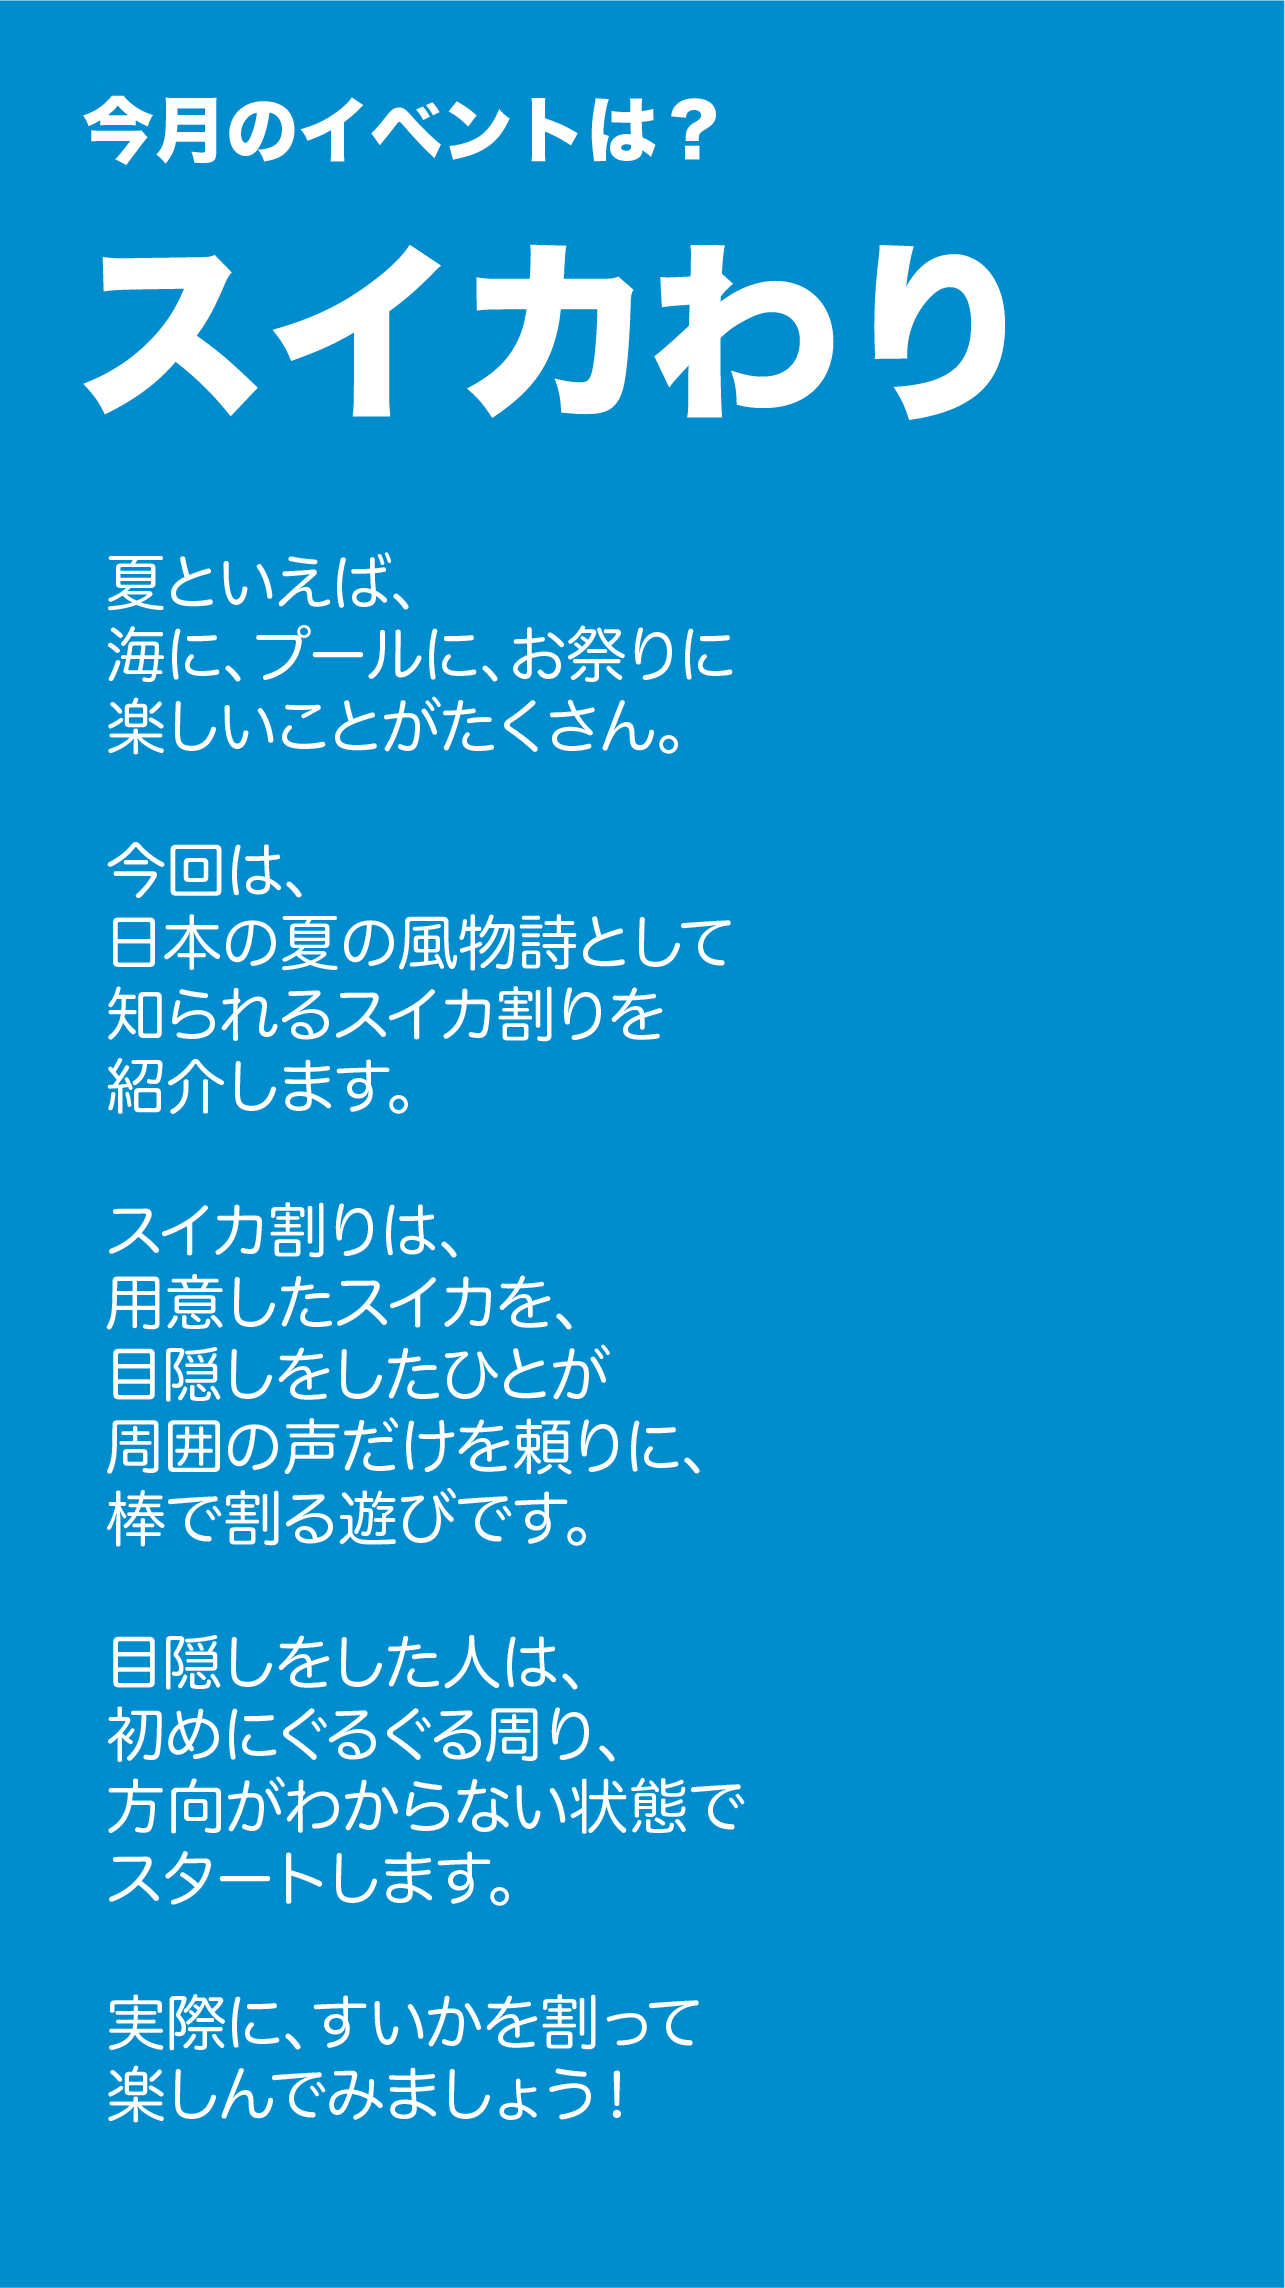 今月のイベントは？
スイカわり
夏といえば、
海に、プールに、お祭りに
楽しいことがたくさん。
今回は、
日本の夏の風物詩として
知られるスイカ割りを
紹介します。
スイカ割りは、
用意したスイカを、
目隠しをしたひとが
周囲の声だけを頼りに、
棒で割る遊びです。
目隠しをした人は、
初めにぐるぐる周り、
方向がわからない状態で
スタートします。
実際に、すいかを割って
楽しんでみましょう！